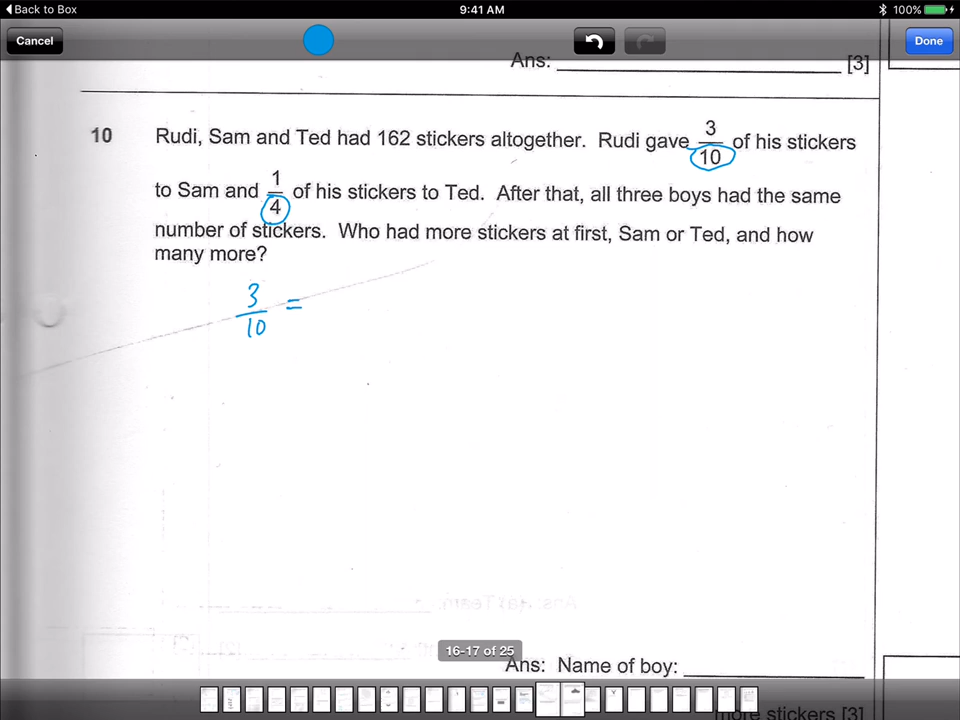 Back to Box
9:41 AM
100%
Cancel
Done
Ans: [3]
10 Rudi, Sam and Ted had 162 stickers altogether. Rudi gave 3/10 of his stickers
to Sam and 1/4 of his stickers to Ted. After that, all three boys had the same
number of stickers. Who had more stickers at first, Sam or Ted, and how
many more?
3/10 =
16-17 of 25
Ans: Name of boy:
more stickers [3]